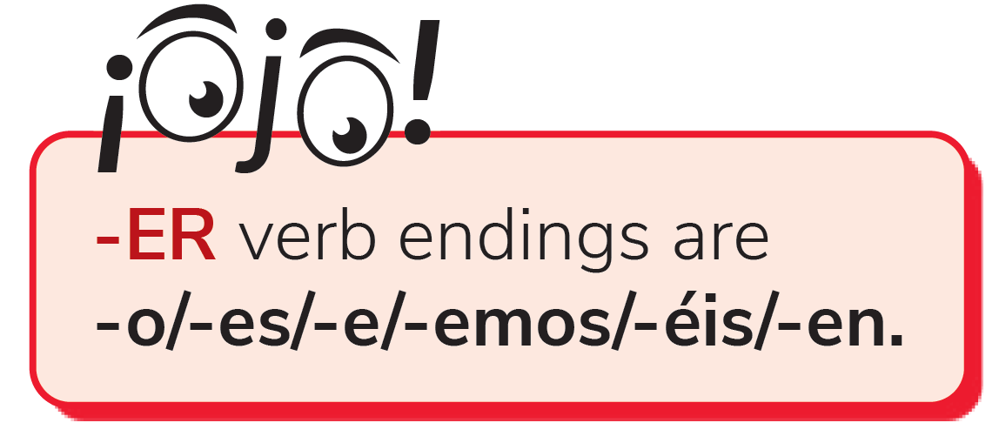 ¡Ojo!
-ER verb endings are
-o/-es/-e/-emos/-éis/-en.